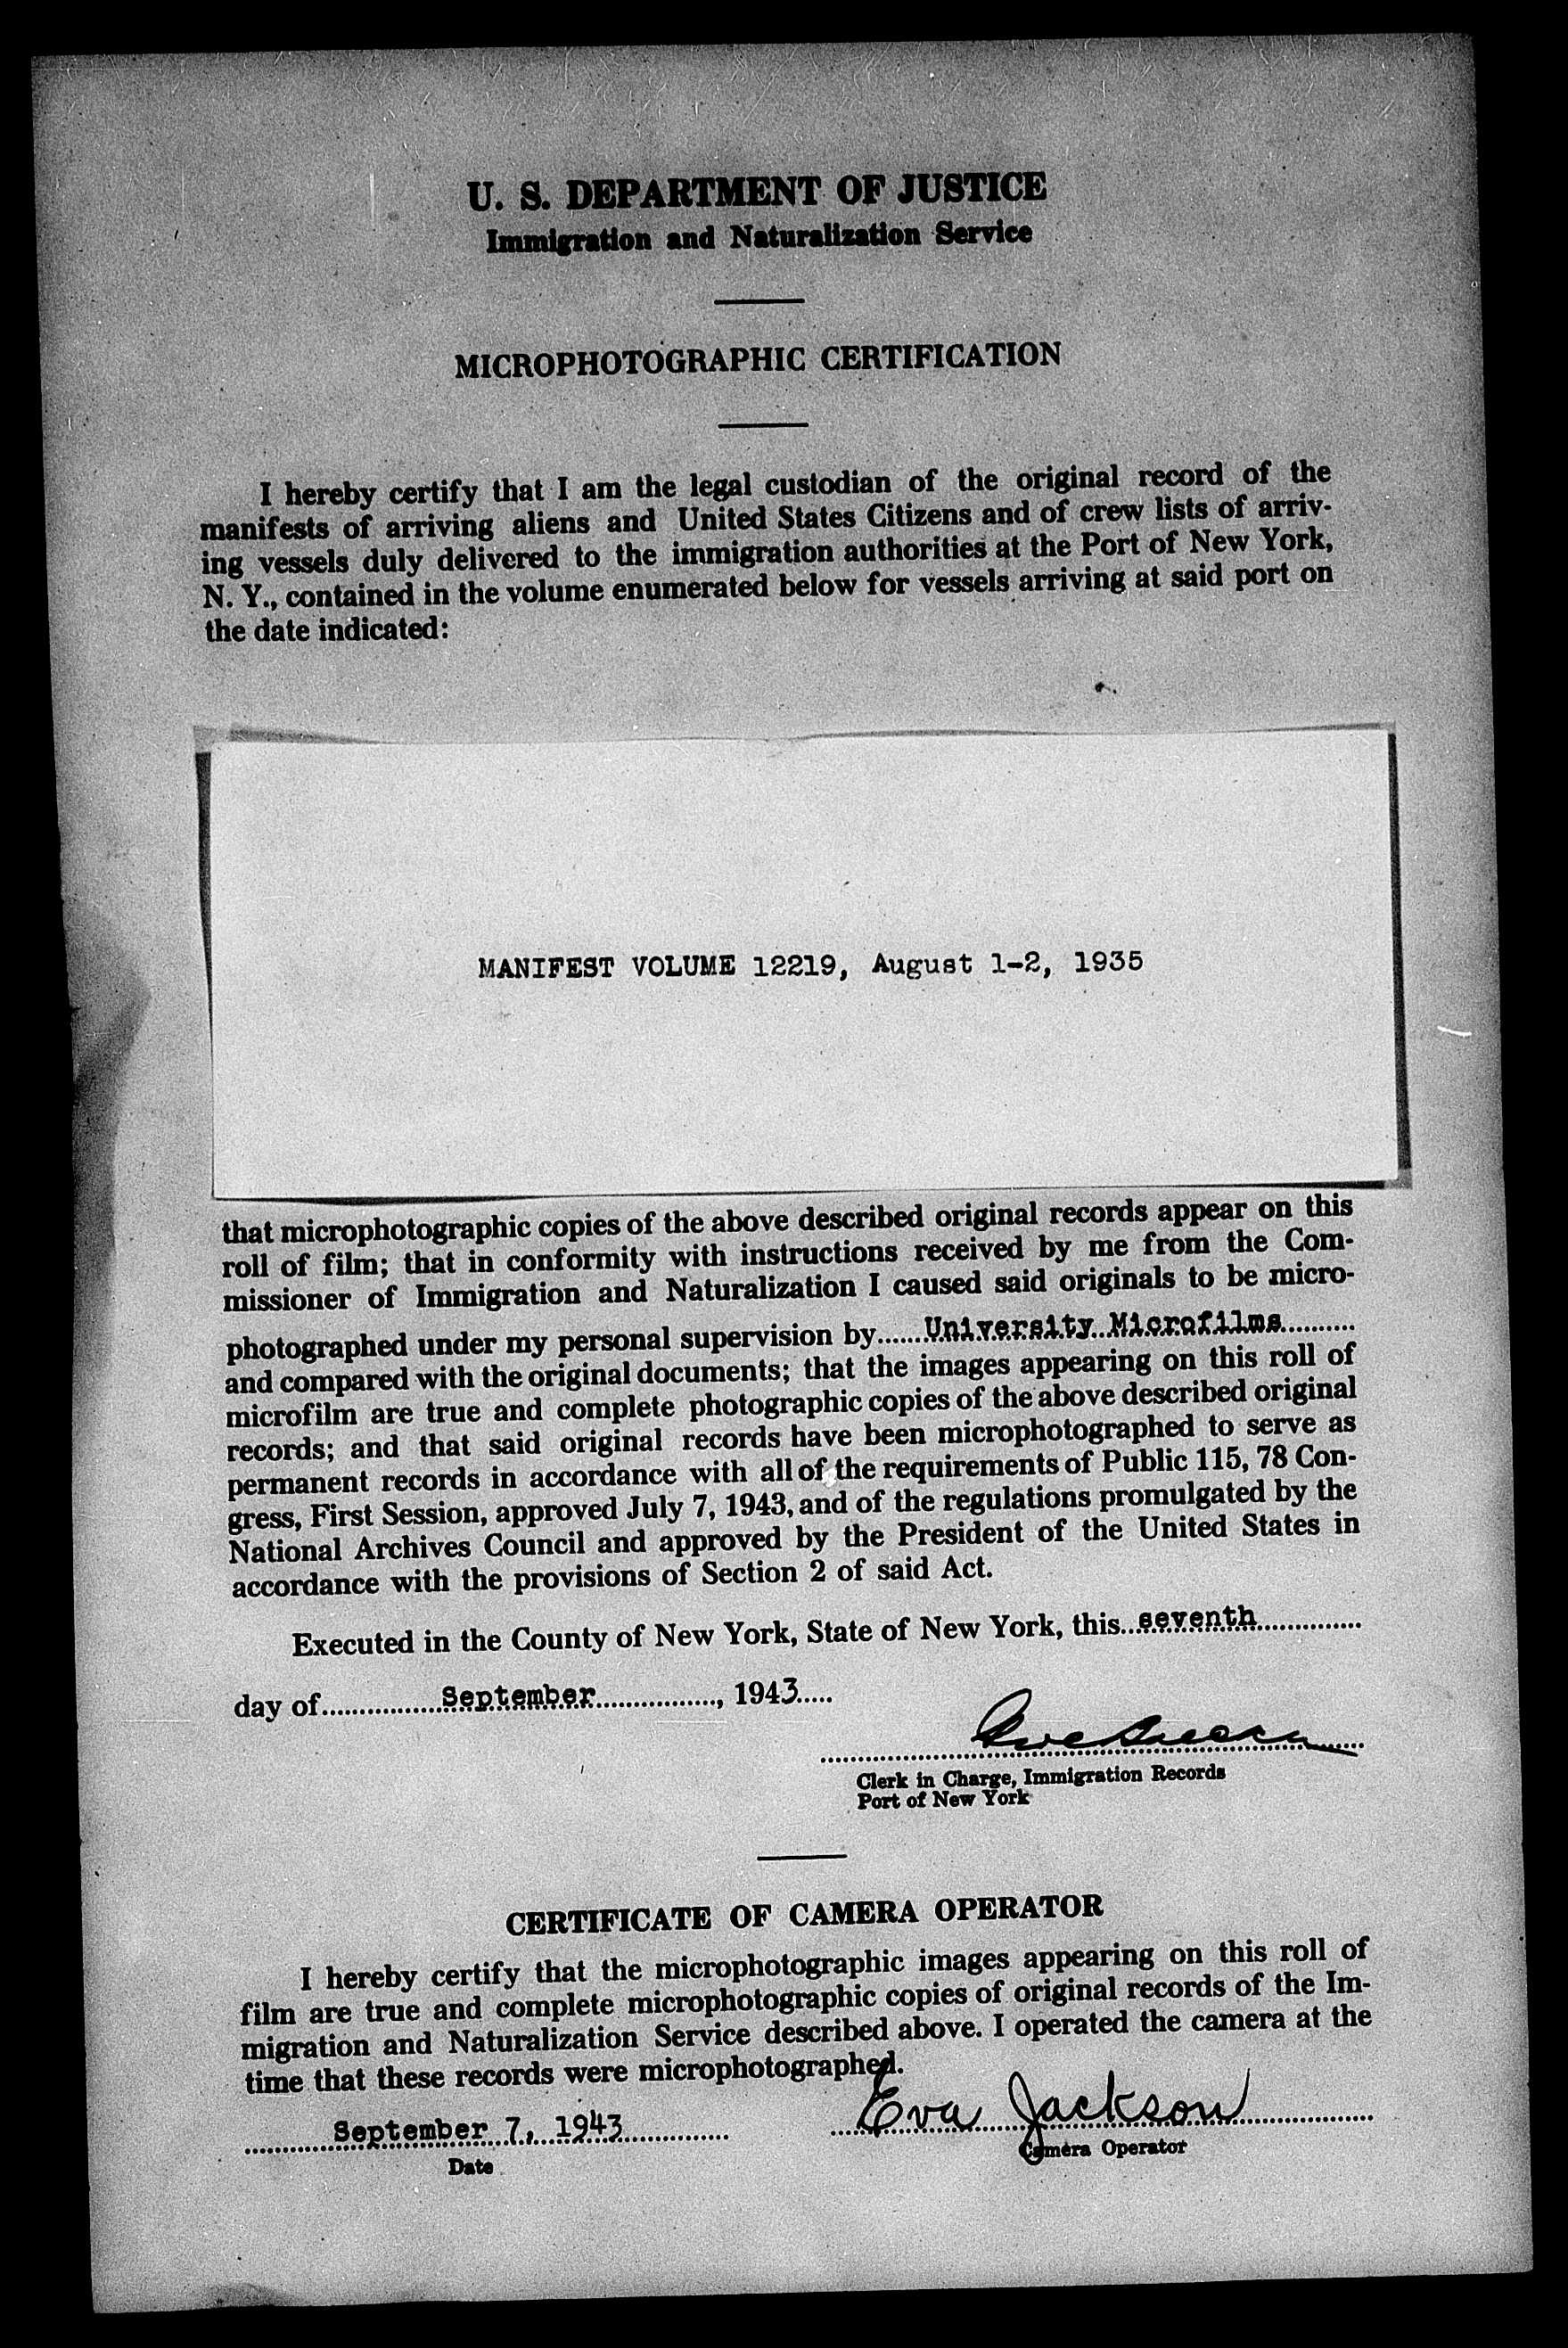 U. S. DEPARTMENT OF JUSTICE
Immigration and Naturalization Service
MICROPHOTOGRAPHIC CERTIFICATION
I hereby certify that I am the legal custodian of the original record of the
manifests of arriving aliens and United States Citizens and of crew lists of arriv-
ing vessels duly delivered to the immigration authorities at the Port of New York,
N. Y., contained in the volume enumerated below for vessels arriving at said port on
the date indicated:
MANIFEST VOLUME 12219, August 1-2, 1935
that microphotographic copies of the above described original records appear on this
roll of film; that in conformity with instructions received by me from the Com-
missioner of Immigration and Naturalization I caused said originals to be micro-
photographed under my personal supervision by......University Microfilms..........
and compared with the original documents; that the images appearing on this roll of
microfilm are true and complete photographic copies of the above described original
records; and that said original records have been microphotographed to serve as
permanent records in accordance with all of the requirements of Public 115, 78 Con-
gress, First Session, approved July 7, 1943, and of the regulations promulgated by the
National Archives Council and approved by the President of the United States in
accordance with the provisions of Section 2 of said Act.
Executed in the County of New York, State of New York, this..seventh..............
day of................September................, 1943.....
Clerk in Charge, Immigration Records
Port of New York
CERTIFICATE OF CAMERA OPERATOR
I hereby certify that the microphotographic images appearing on this roll of
film are true and complete microphotographic copies of original records of the Im-
migration and Naturalization Service described above. I operated the camera at the
time that these records were microphotographed.
September 7, 1943 Eva Jackson
Date Camera Operator